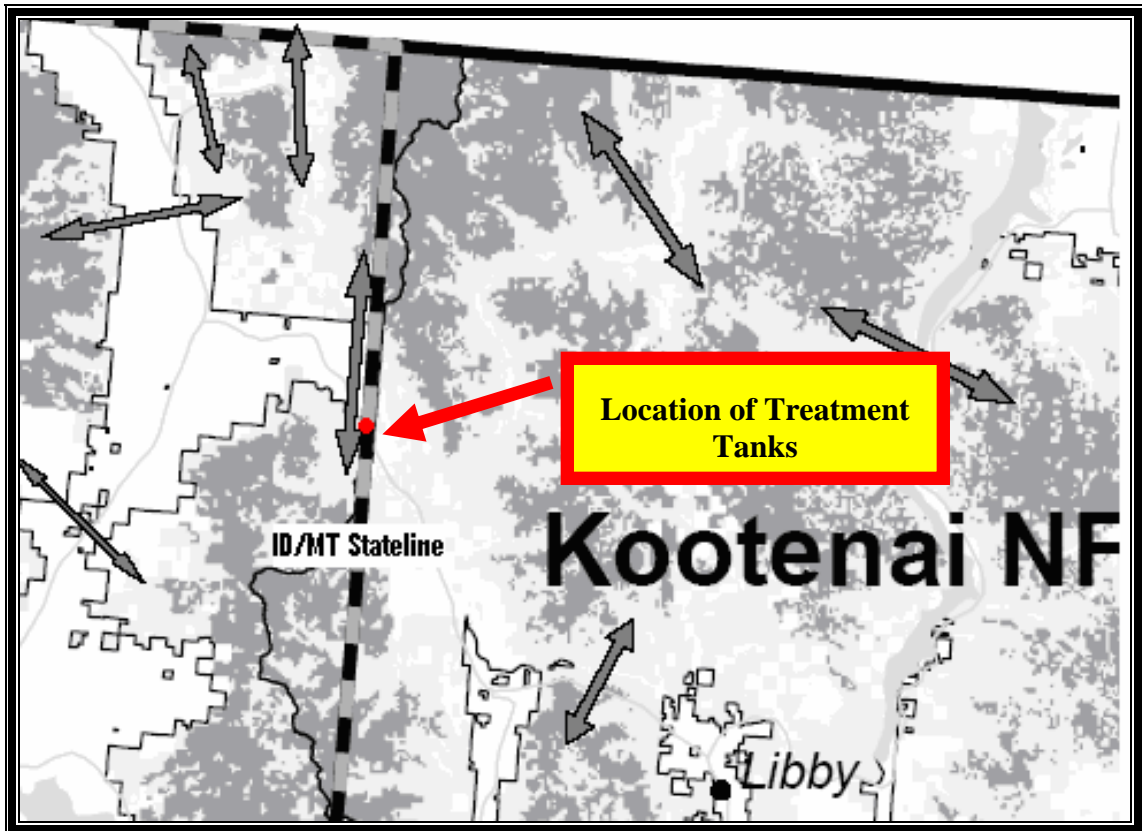 Location of Treatment
Tanks
ID/MT Stateline
Kootenai NF
Libby